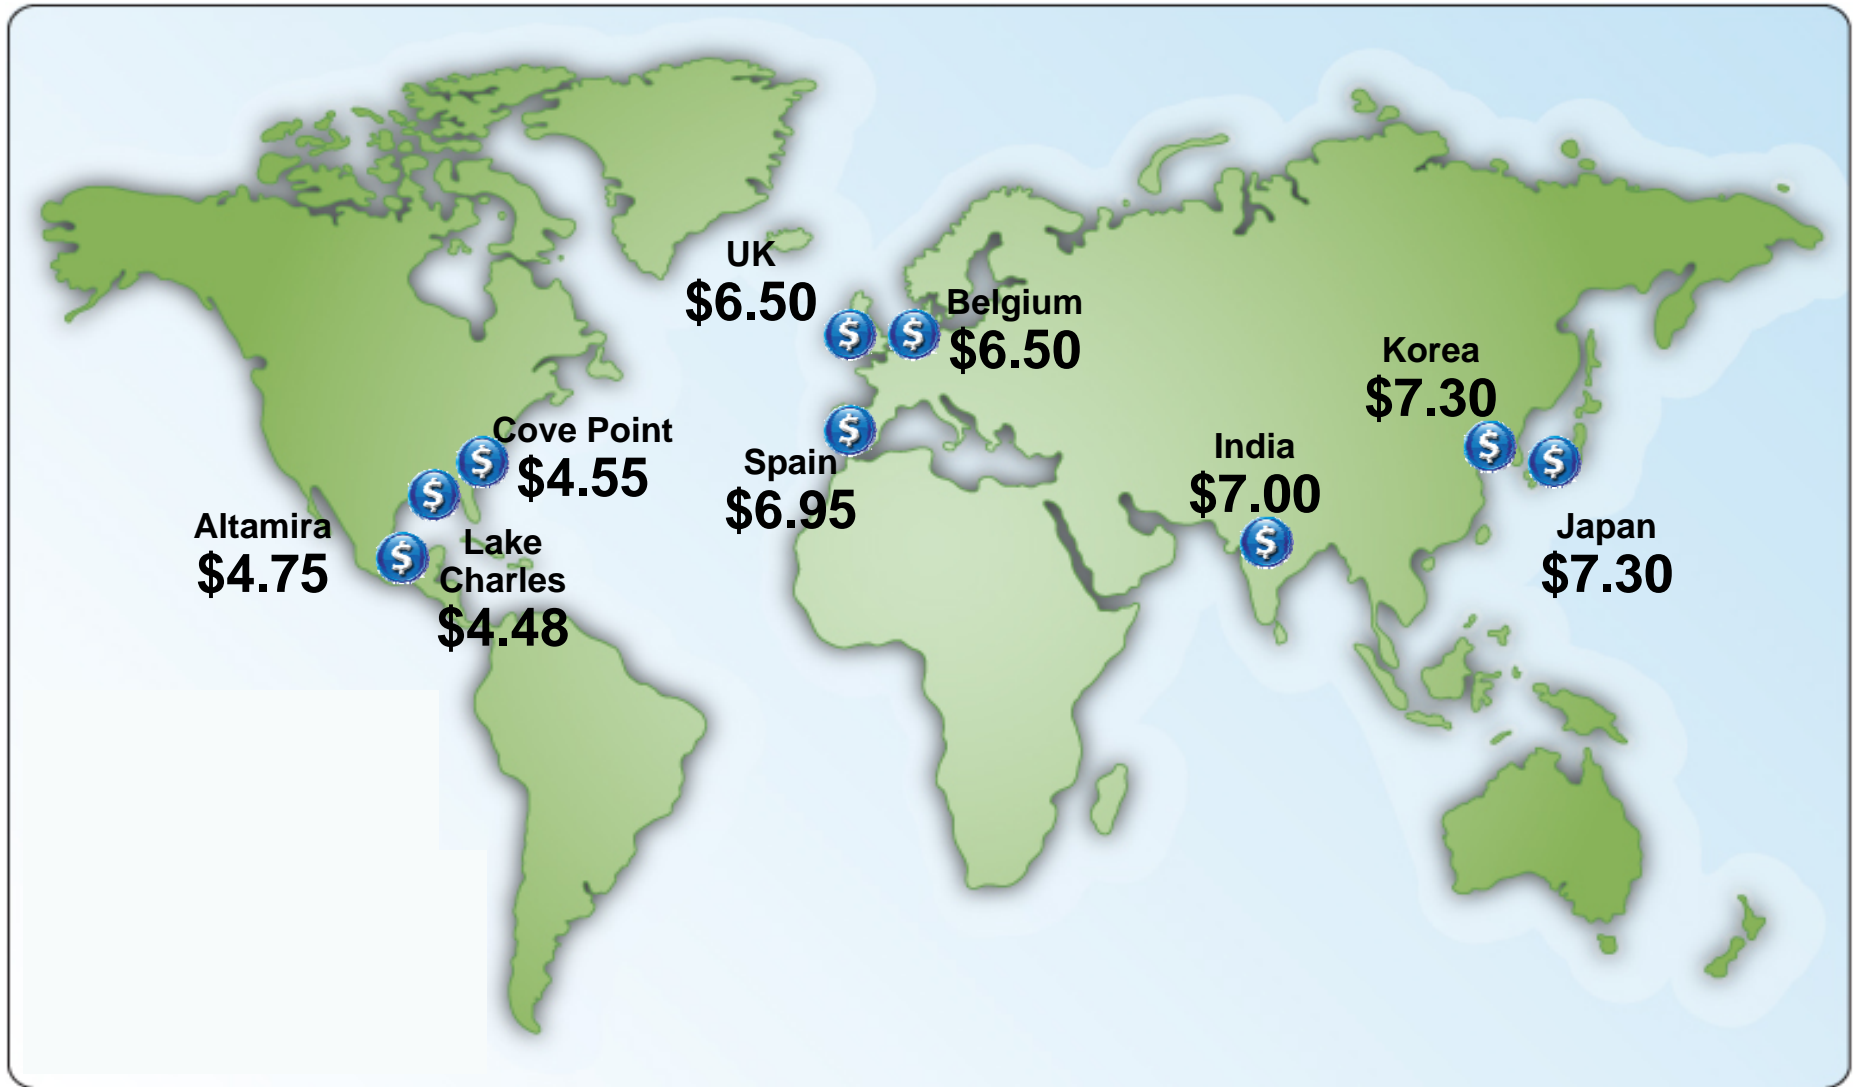 UK
$6.50
Belgium
$6.50
Korea
$7.30
Cove Point
$4.55
Spain
$6.95
India
$7.00
Altamira
$4.75
Lake
Charles
$4.48
Japan
$7.30
$
$
$
$
$
$
$
$
$